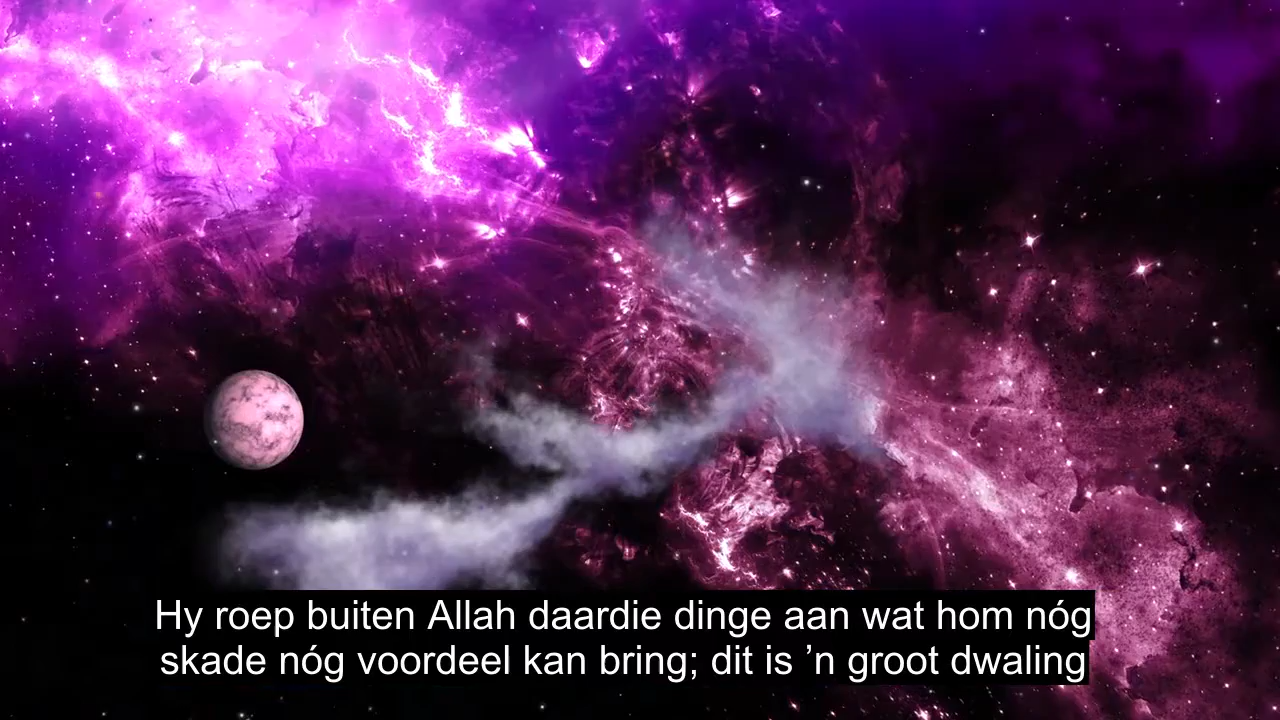 Hy roep buiten Allah daardie dinge aan wat hom nóg
skade nóg voordeel kan bring; dit is ’n groot dwaling